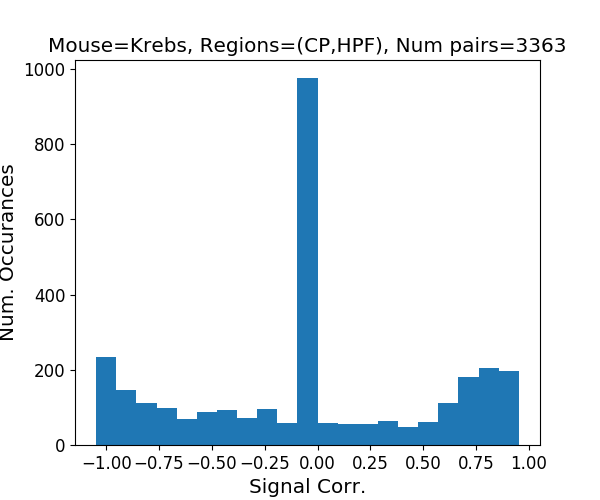 Mouse=Krebs, Regions=(CP,HPF), Num pairs=3363
1000
800
600
400
200
0
Num. Occurances
−1.00 −0.75 −0.50 −0.25 0.00 0.25 0.50 0.75 1.00
Signal Corr.